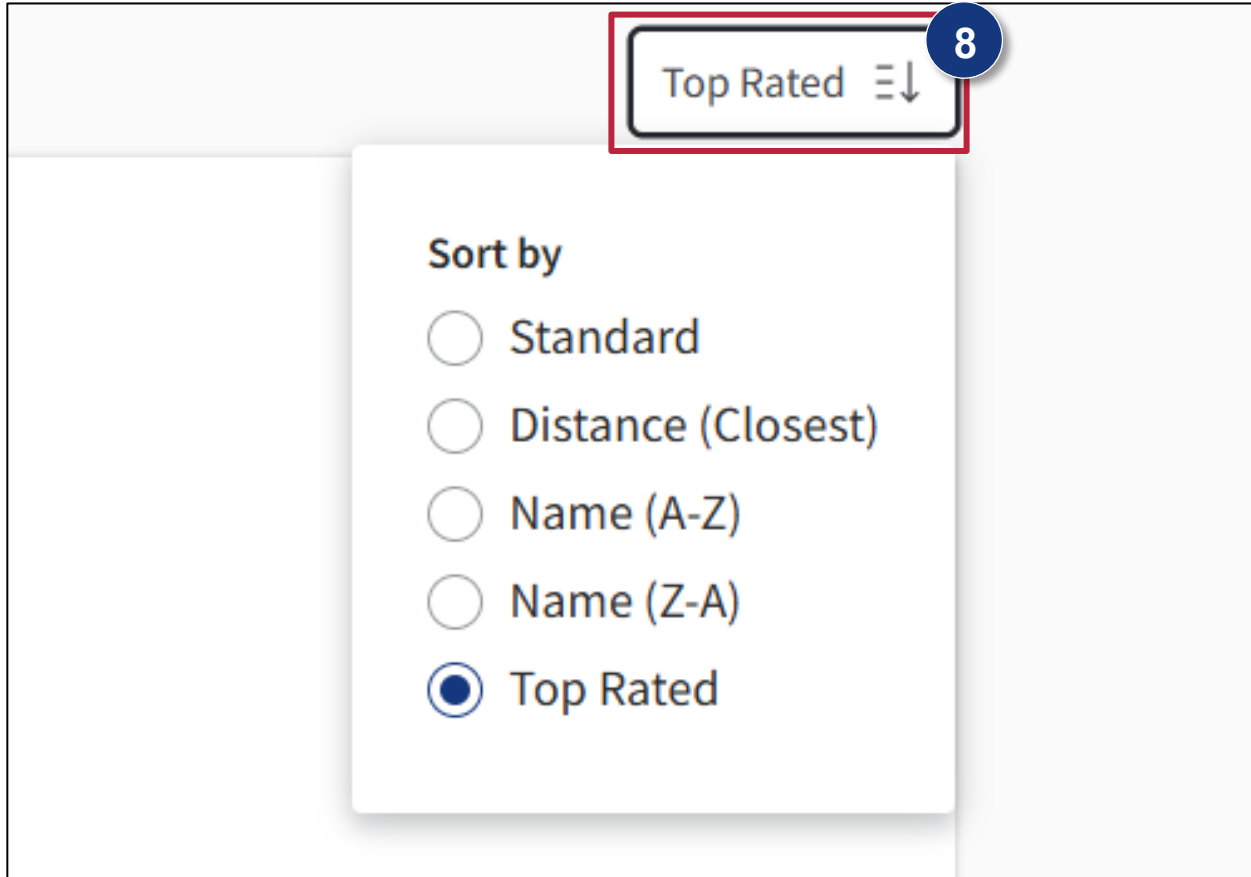 8
Top Rated
Sort by
Standard
Distance (Closest)
Name (A-Z)
Name (Z-A)
Top Rated